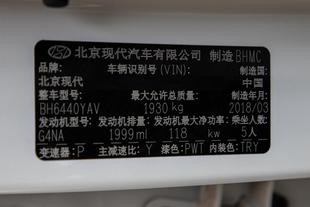 北京现代汽车有限公司 制造 BHMC
品牌: 车辆识别号(VIN): 制造国:
北京现代 中国
型号: 最大允许总质量: 制造年月:
BH6440YAV 1930 kg 2018/03
发动机型号: 发动机排量: 发动机最大净功率: 乘坐人数:
G4NA 1999 ml 118 kw 5人
变速器: P 主减速比: Y 漆色: PWT 内装色: TRY